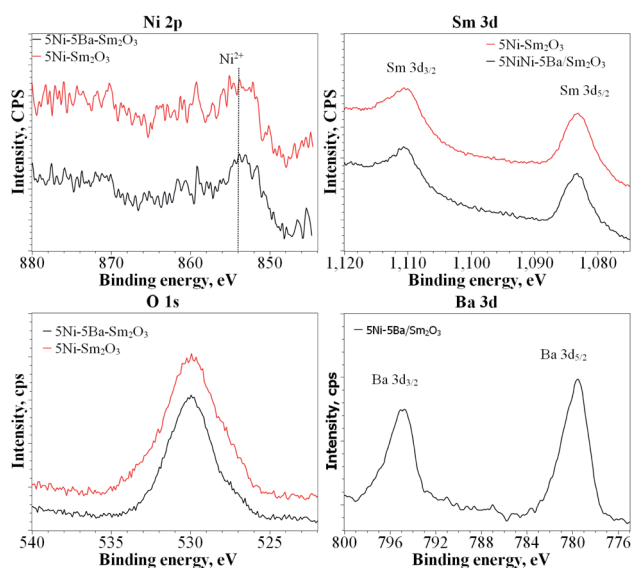 Ni 2p
5Ni-5Ba-Sm₂O₃
5Ni-Sm₂O₃
Ni²⁺
Intensity, CPS
880 870 860 850
Binding energy, eV
Sm 3d
5Ni-Sm₂O₃
5NiNi-5Ba/Sm₂O₃
Sm 3d₃/₂
Sm 3d₅/₂
Intensity, CPS
1,120 1,110 1,100 1,090 1,080
Binding energy, eV
O 1s
5Ni-5Ba-Sm₂O₃
5Ni-Sm₂O₃
Intensity, cps
540 535 530 525
Binding energy, eV
Ba 3d
5Ni-5Ba/Sm₂O₃
Ba 3d₃/₂
Ba 3d₅/₂
Intensity, cps
800 796 792 788 784 780 776
Binding energy, eV